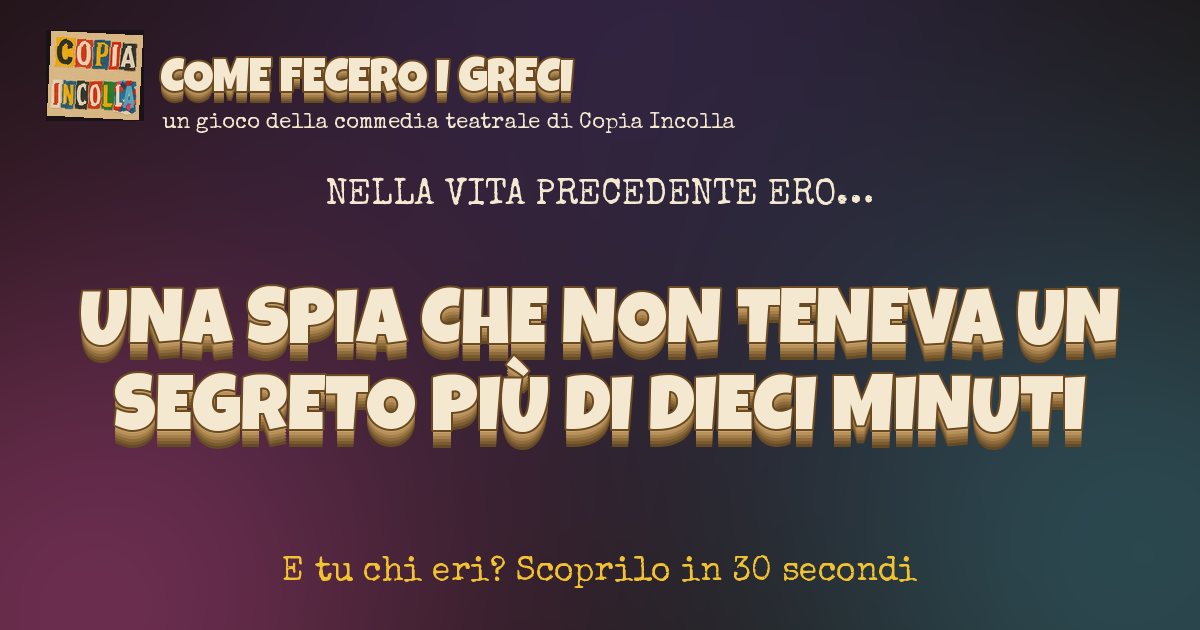 COPIA
INCOLLA
COME FECERO I GRECI
un gioco della commedia teatrale di Copia Incolla
NELLA VITA PRECEDENTE ERO...
UNA SPIA CHE NON TENEVA UN
SEGRETO PIÙ DI DIECI MINUTI
E tu chi eri? Scoprilo in 30 secondi